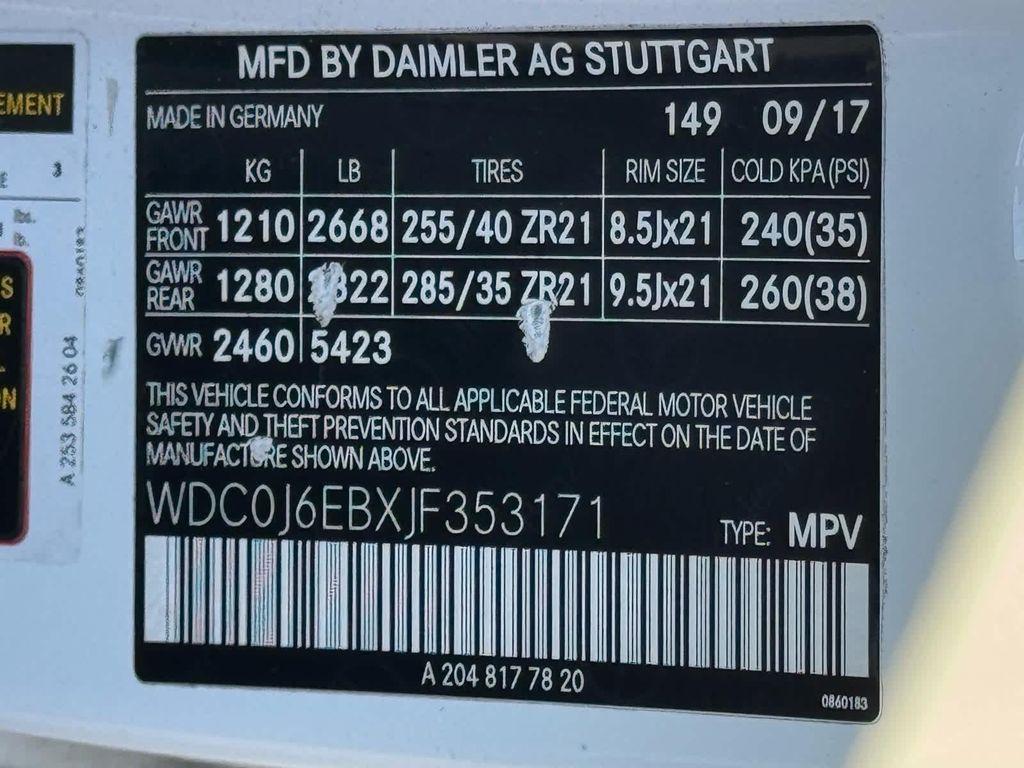 MFD BY DAIMLER AG STUTTGART
MADE IN GERMANY 149 09/17
KG LB TIRES RIM SIZE COLD KPA (PSI)
GAWR FRONT 1210 2668 255/40 ZR21 8.5Jx21 240(35)
GAWR REAR 1280 822 285/35 ZR21 9.5Jx21 260(38)
GVWR 2460 5423
THIS VEHICLE CONFORMS TO ALL APPLICABLE FEDERAL MOTOR VEHICLE
SAFETY AND THEFT PREVENTION STANDARDS IN EFFECT ON THE DATE OF
MANUFACTURE SHOWN ABOVE.
WDC0J6EBXJF353171
TYPE: MPV
A 204 817 78 20
0860183
EMENT
A 253 584 26 04
S
R
ON